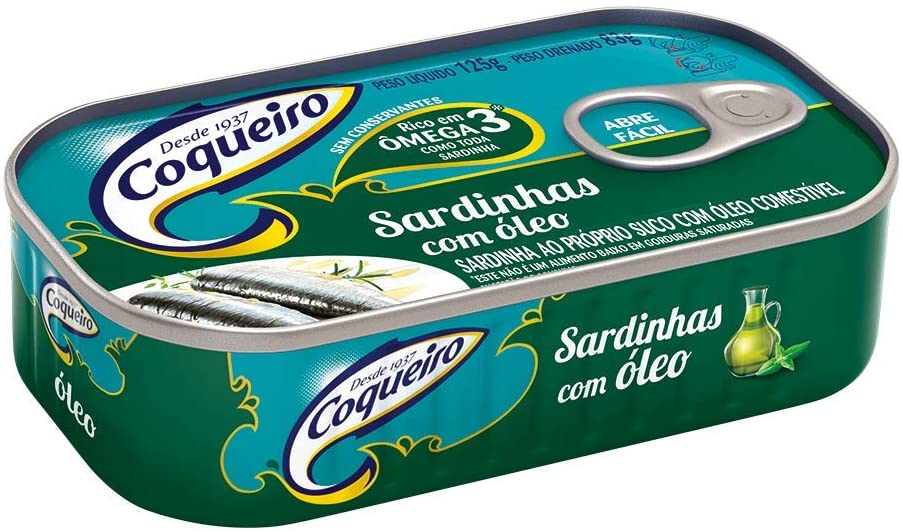 PESO LÍQUIDO 125g - PESO DRENADO 83g
Desde 1937
Coqueiro
SEM CONSERVANTES
Rico em
ÔMEGA 3*
COMO TODA
SARDINHA
ABRE
FÁCIL
Sardinhas
com óleo
SARDINHA AO PRÓPRIO SUCO COM ÓLEO COMESTÍVEL
*ESTE NÃO É UM ALIMENTO BAIXO EM GORDURAS SATURADAS
Desde 1937
Coqueiro
óleo
Desde 1937
Coqueiro
Sardinhas
com óleo